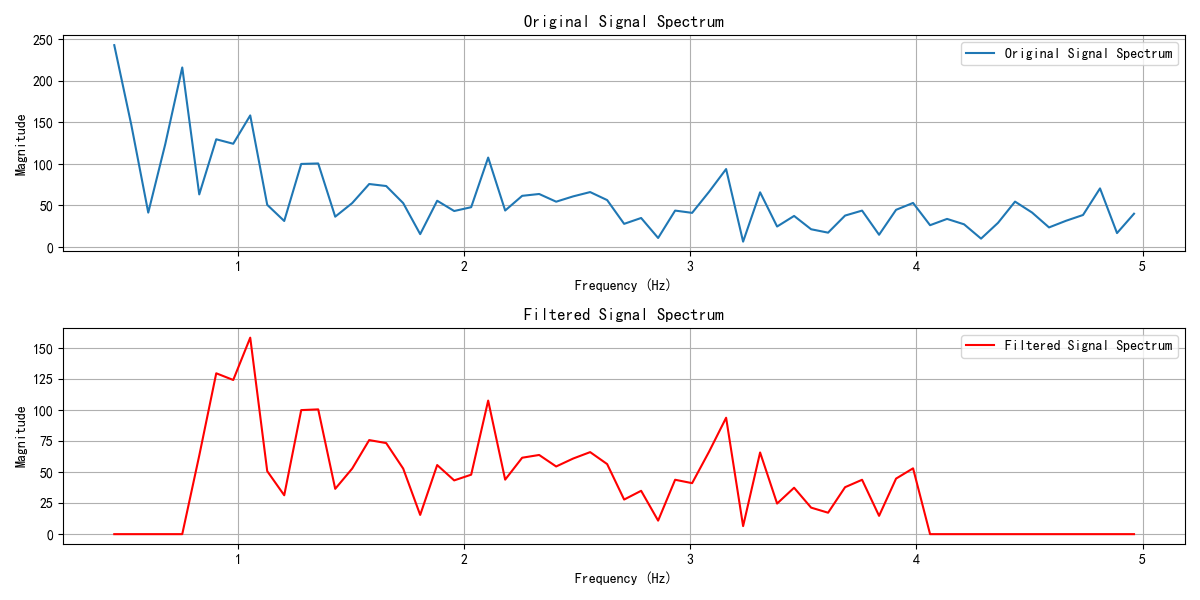 Original Signal Spectrum
250
200
150
100
50
0
Magnitude
Original Signal Spectrum
1 2 3 4 5
Frequency (Hz)
Filtered Signal Spectrum
150
125
100
75
50
25
0
Magnitude
Filtered Signal Spectrum
1 2 3 4 5
Frequency (Hz)